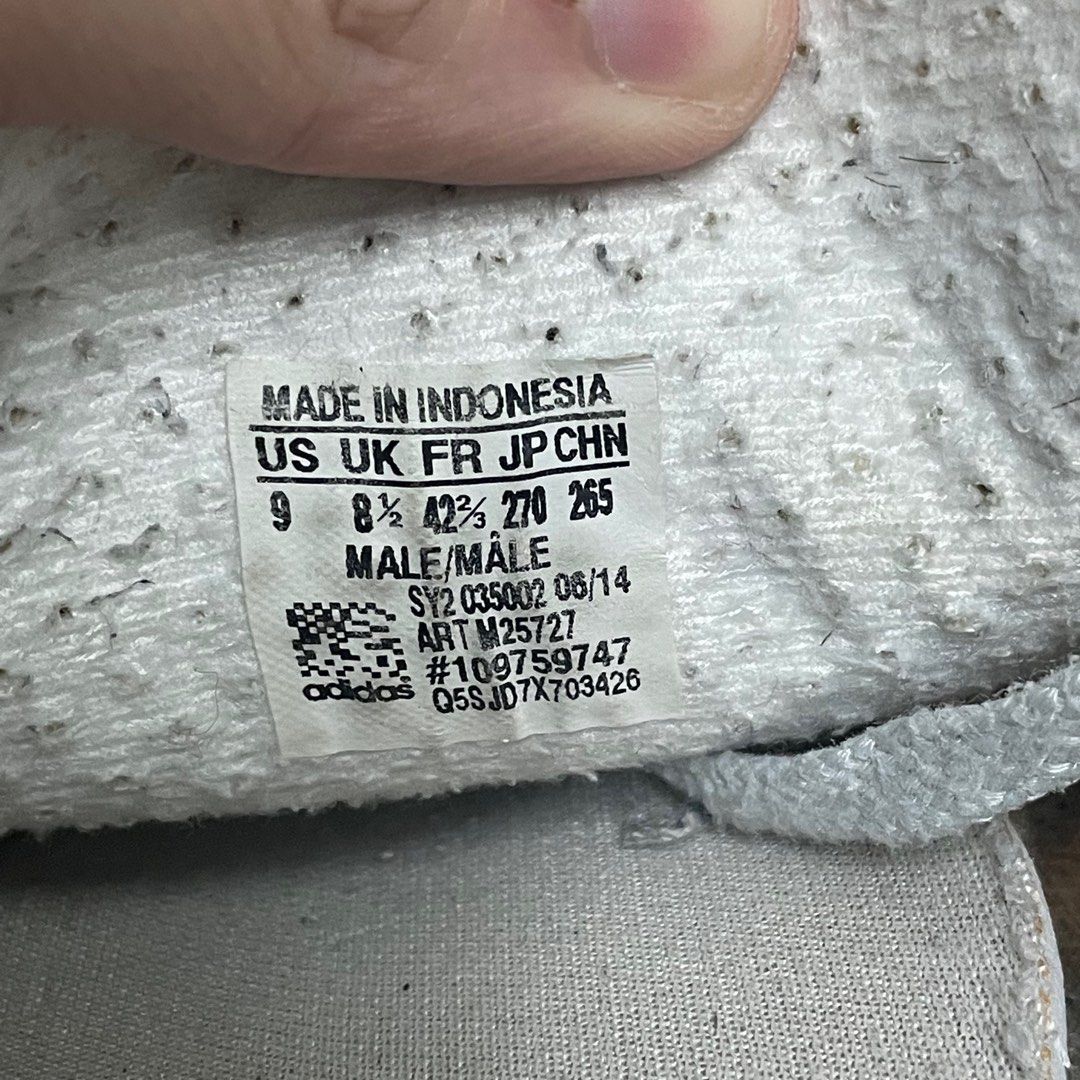 MADE IN INDONESIA
US UK FR JP CHN
9 8½ 42⅔ 270 265
MALE/MÂLE
SY2 035002 06/14
ART M25727
#109759747
adidas® Q5SJD7X703426